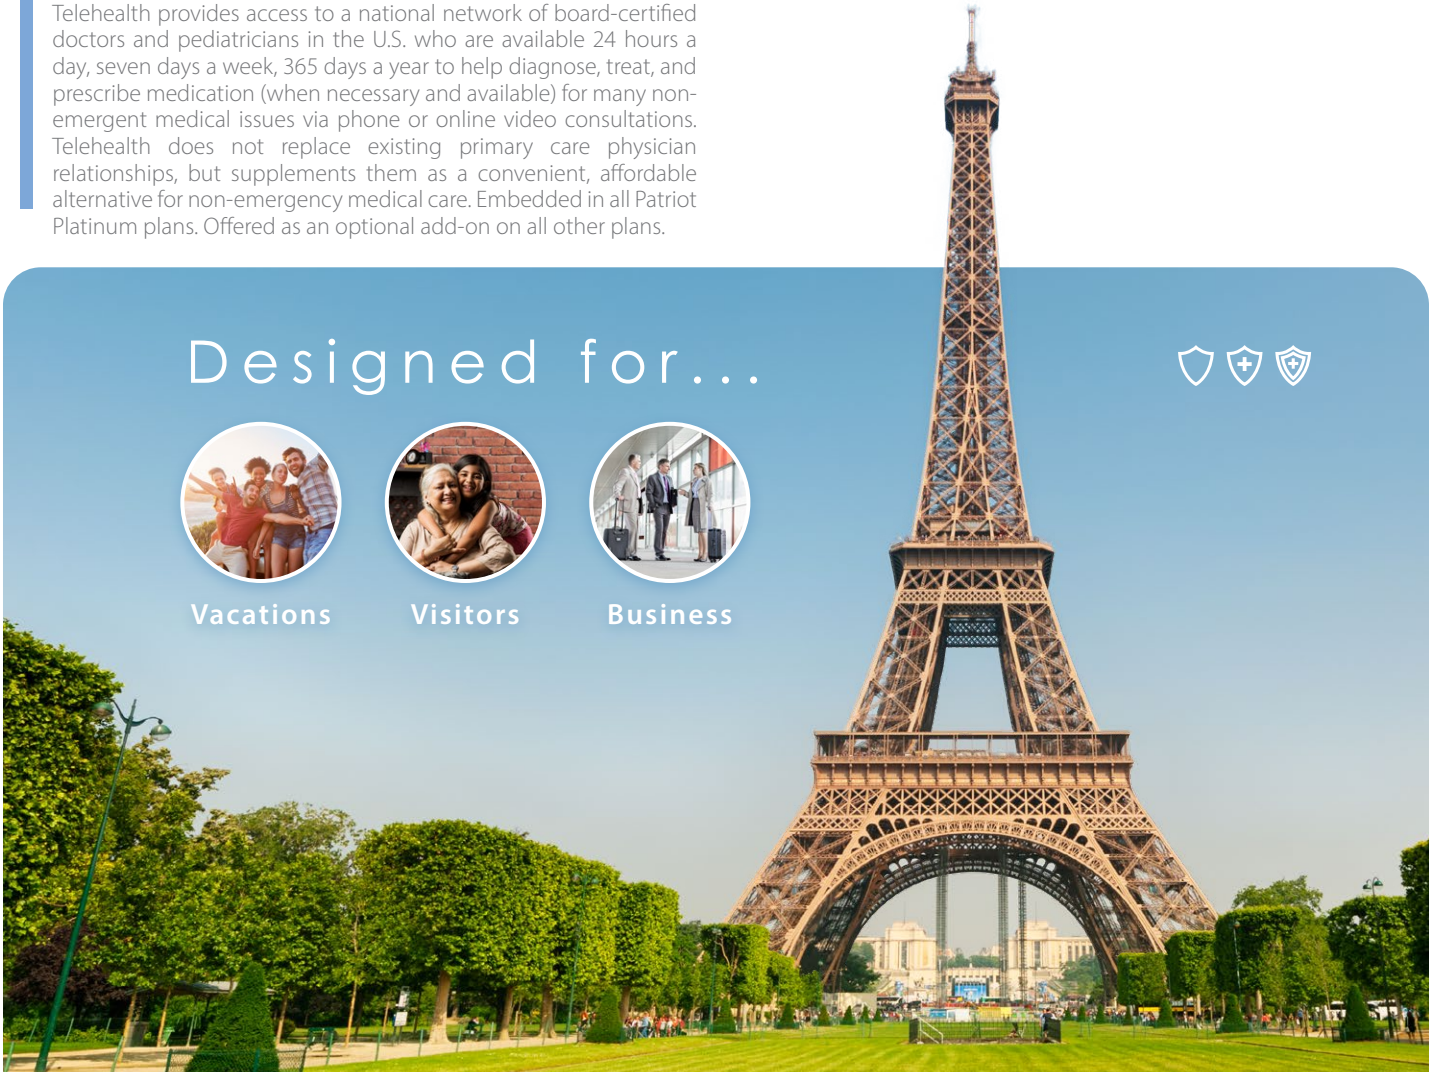 Telehealth provides access to a national network of board-certified
doctors and pediatricians in the U.S. who are available 24 hours a
day, seven days a week, 365 days a year to help diagnose, treat, and
prescribe medication (when necessary and available) for many non-
emergent medical issues via phone or online video consultations.
Telehealth does not replace existing primary care physician
relationships, but supplements them as a convenient, affordable
alternative for non-emergency medical care. Embedded in all Patriot
Platinum plans. Offered as an optional add-on on all other plans.
Designed for...
Vacations
Visitors
Business